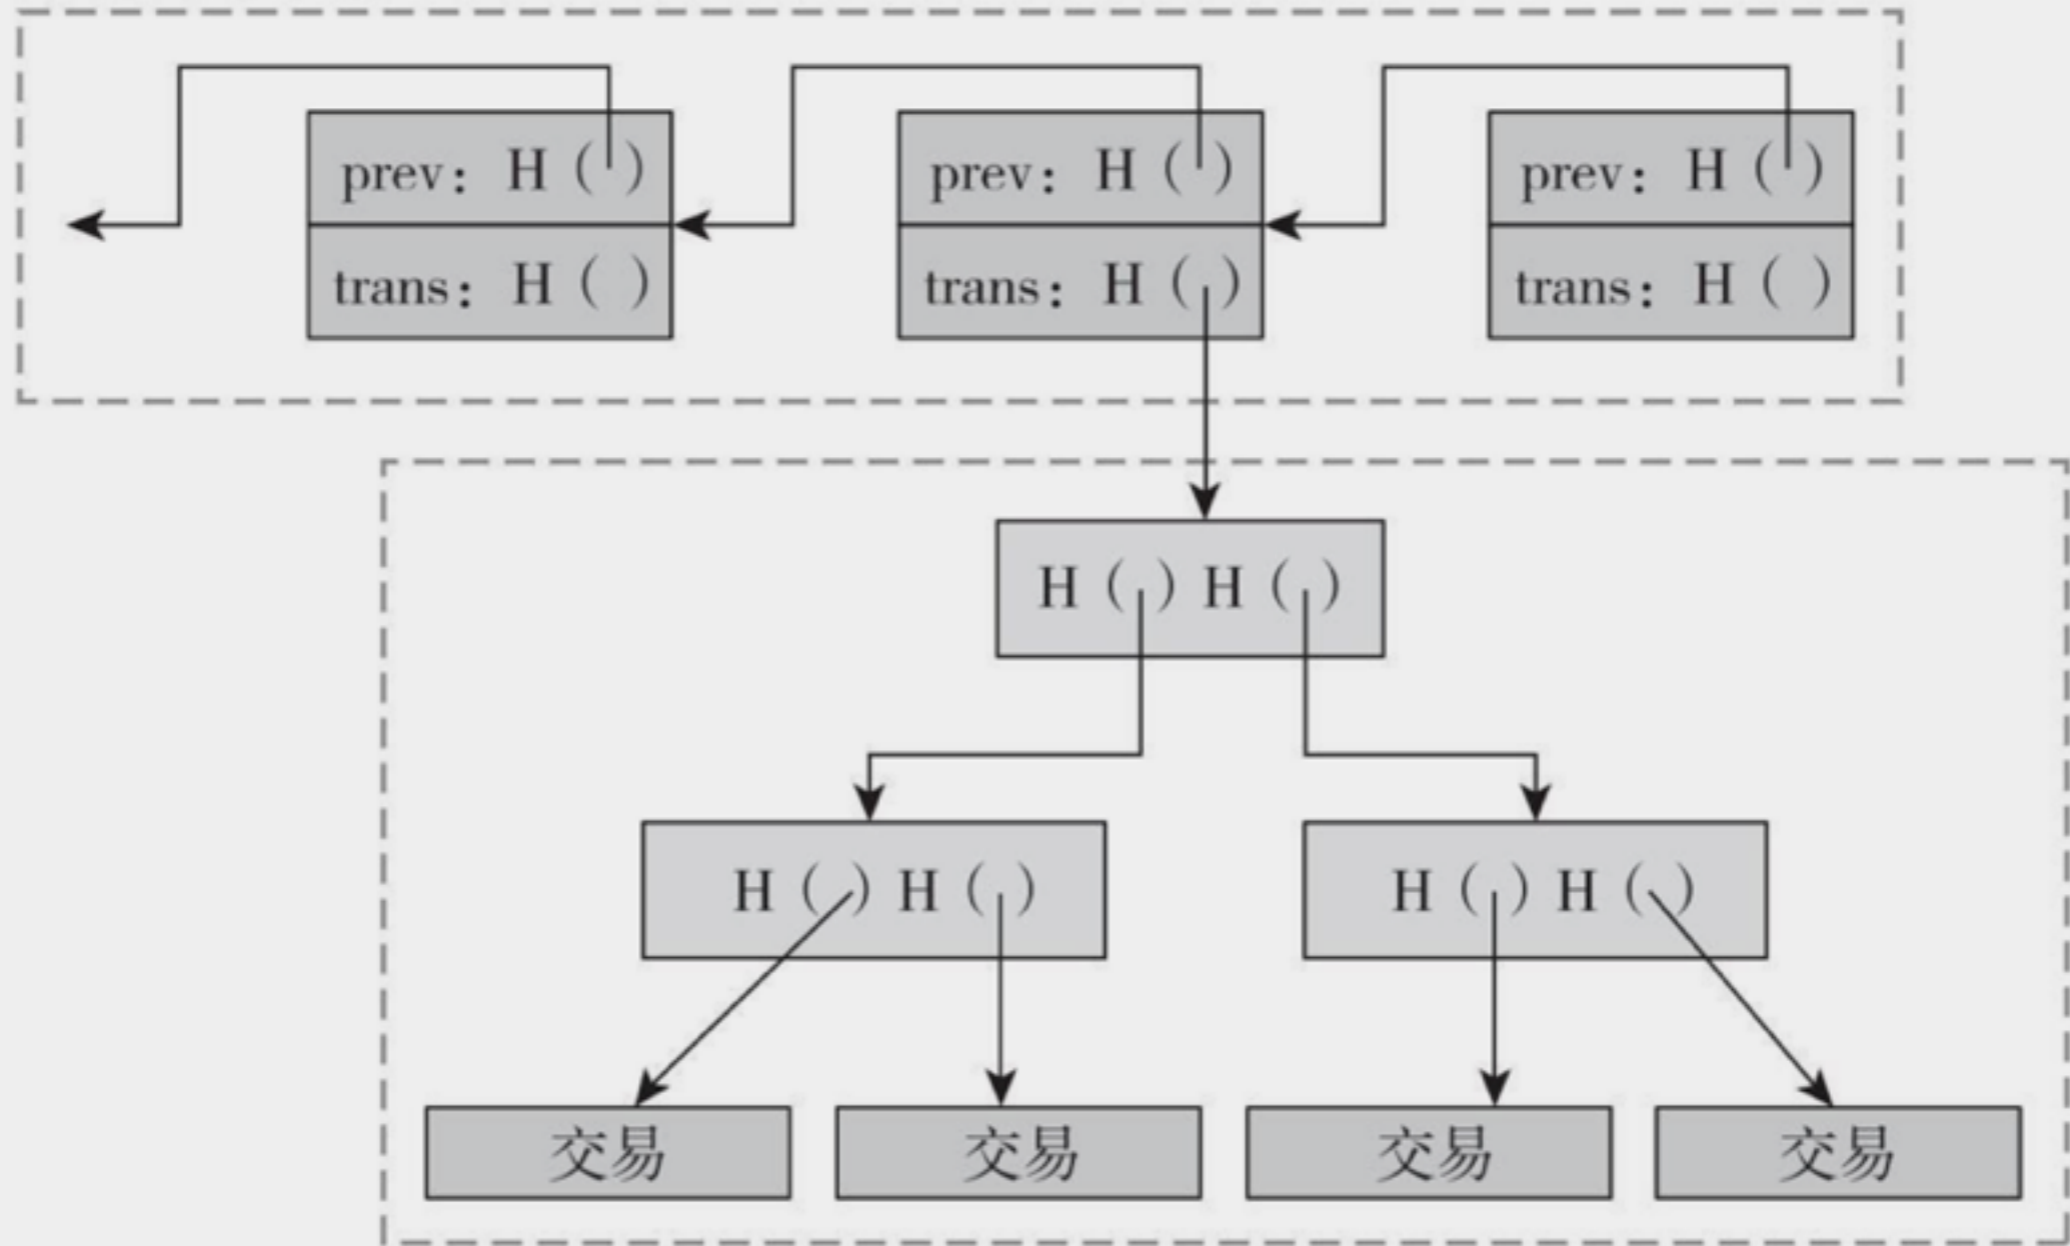 prev：H（ ） prev：H（ ） prev：H（ ）
trans：H（ ） trans：H（ ） trans：H（ ）
H（ ）H（ ）
H（ ）H（ ） H（ ）H（ ）
交易 交易 交易 交易